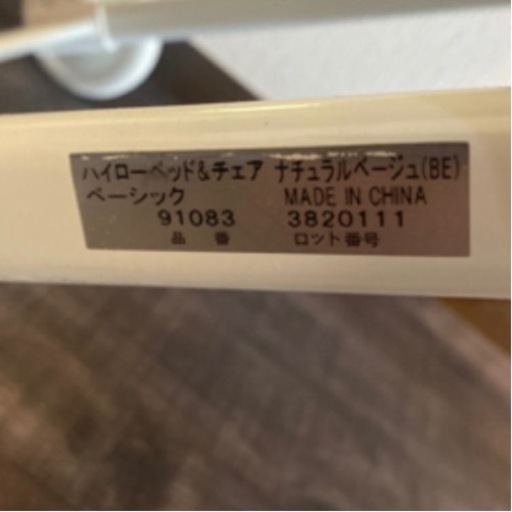 ハイローベッド&チェア ナチュラルベージュ(BE)
ベーシック MADE IN CHINA
91083 3820111
品番 ロット番号